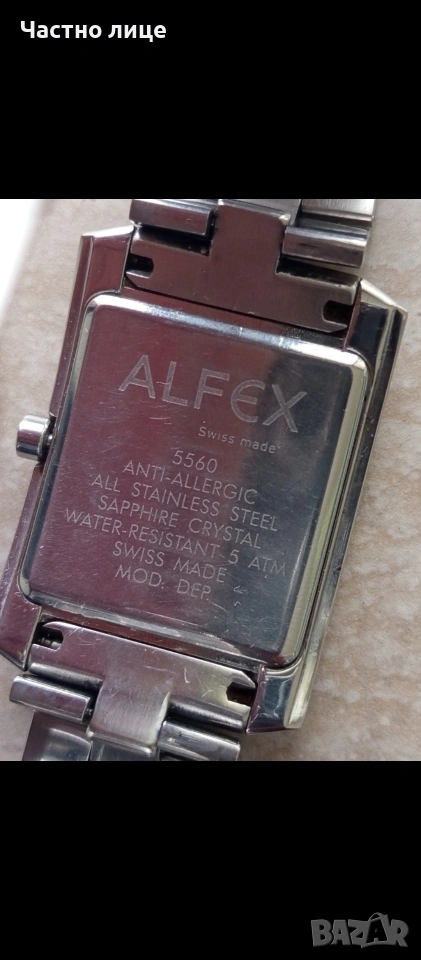 Частно лице
ALFEX
Swiss made
5560
ANTI-ALLERGIC
ALL STAINLESS STEEL
SAPPHIRE CRYSTAL
WATER-RESISTANT 5 ATM
SWISS MADE
MOD. DEP.
BAZAR